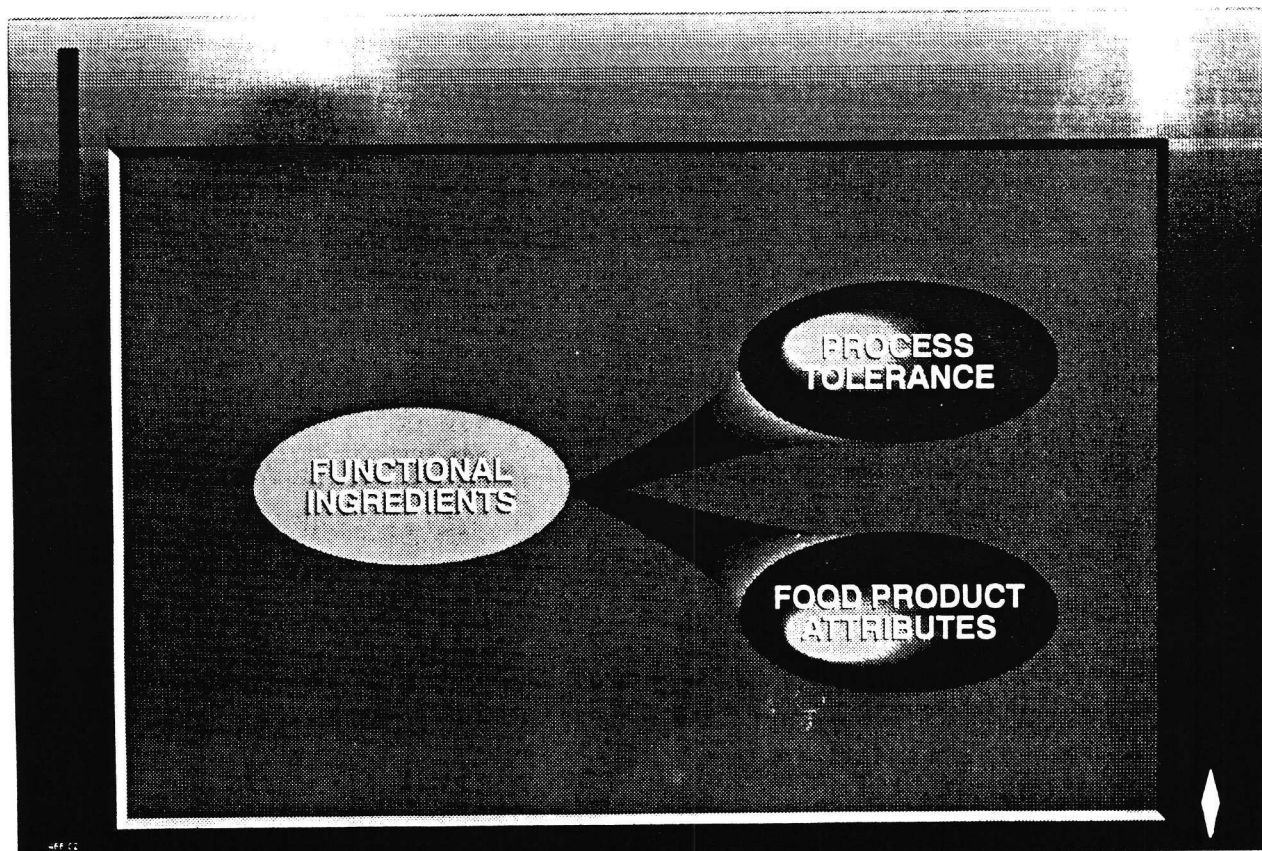 PROCESS
TOLERANCE
FUNCTIONAL
INGREDIENTS
FOOD PRODUCT
ATTRIBUTES